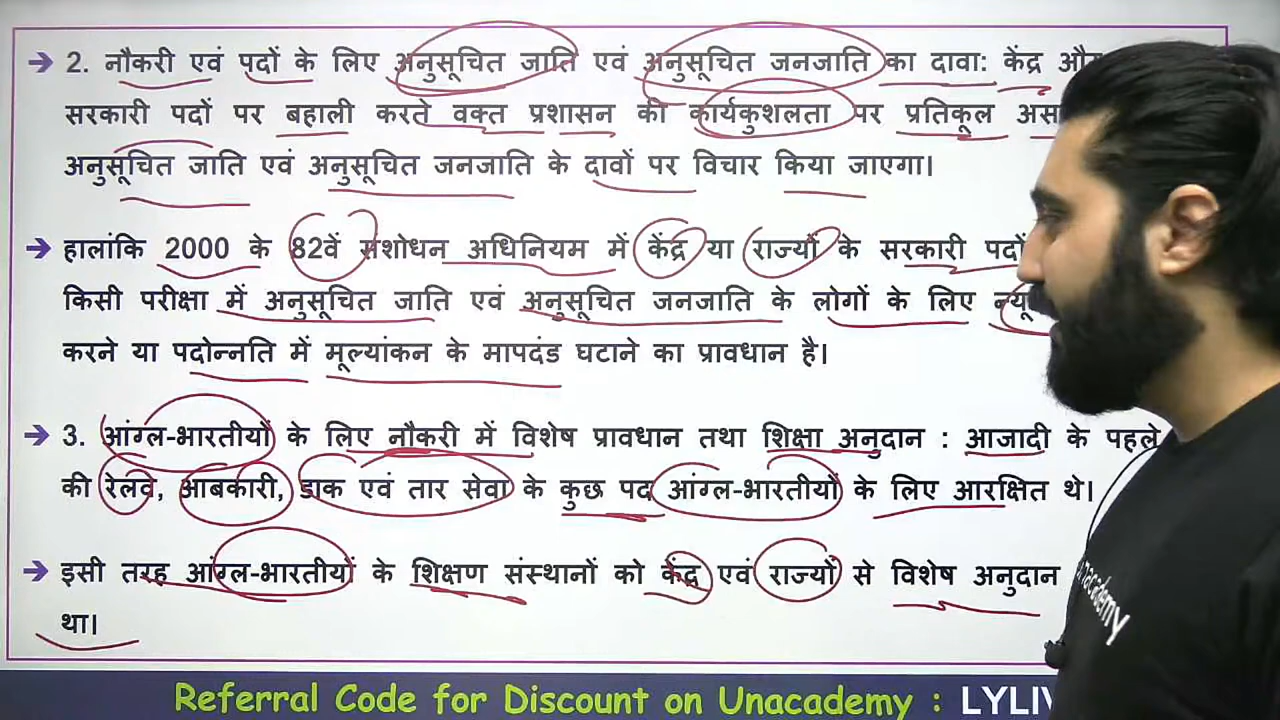 → 2. नौकरी एवं पदों के लिए अनुसूचित जाति एवं अनुसूचित जनजाति का दावा: केंद्र
सरकारी पदों पर बहाली करते वक्त प्रशासन की कार्यकुशलता पर प्रतिकूल
अनुसूचित जाति एवं अनुसूचित जनजाति के दावों पर विचार किया जाएगा।
→ हालांकि 2000 के 82वें संशोधन अधिनियम में केंद्र या राज्यों के सरकारी पदों
किसी परीक्षा में अनुसूचित जाति एवं अनुसूचित जनजाति के लोगों के लिए
करने या पदोन्नति में मूल्यांकन के मापदंड घटाने का प्रावधान है।
→ 3. आंग्ल-भारतीयों के लिए नौकरी में विशेष प्रावधान तथा शिक्षा अनुदान : आजादी के पहले
की रेलवे, आबकारी, डाक एवं तार सेवा के कुछ पद आंग्ल-भारतीयों के लिए आरक्षित थे।
→ इसी तरह आंग्ल-भारतीयों के शिक्षण संस्थानों को केंद्र एवं राज्यों से विशेष अनुदान
था।
unacademy
Referral Code for Discount on Unacademy :